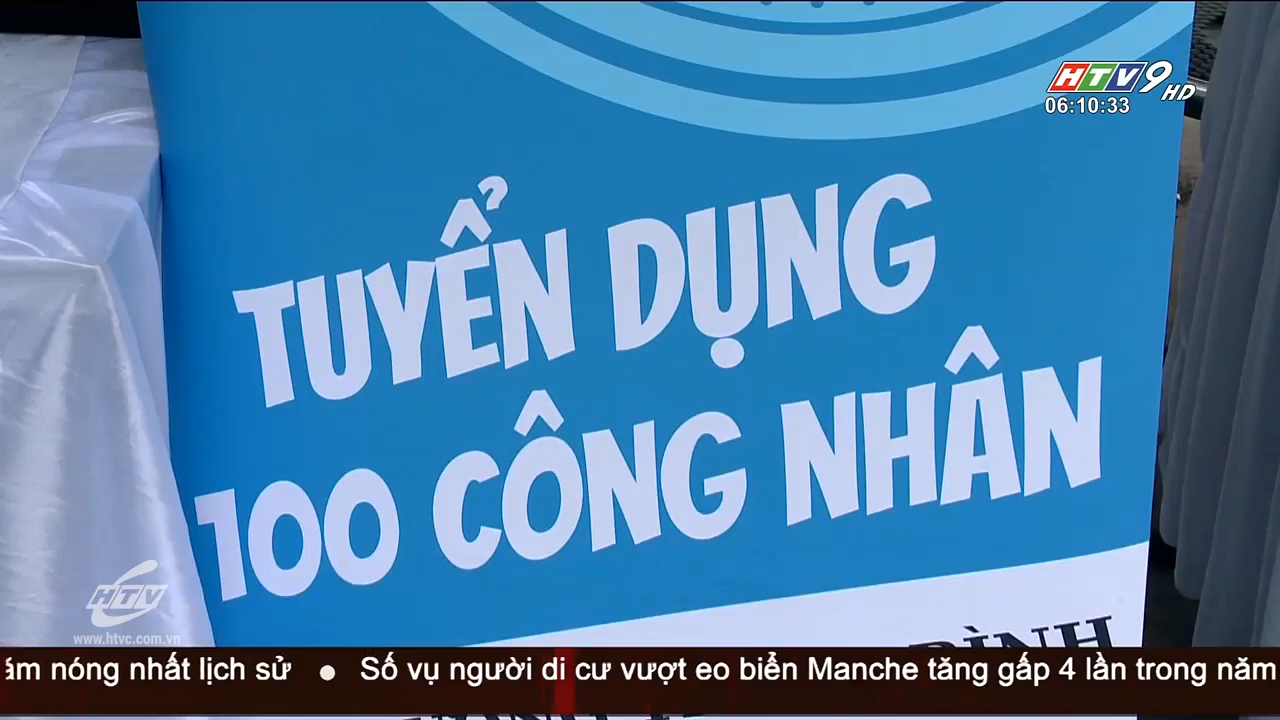 HTV9 HD
06:10:33
TUYỂN DỤNG
100 CÔNG NHÂN
HTV
www.htvc.com.vn
BÌNH
nóng nhất lịch sử ● Số vụ người di cư vượt eo biển Manche tăng gấp 4 lần trong năm